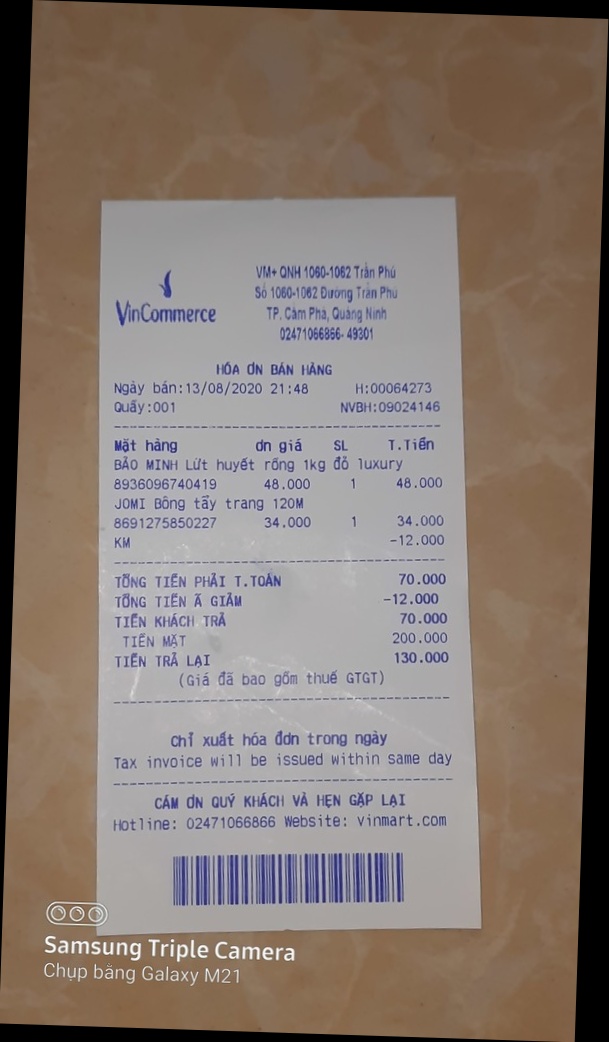 VinCommerce
VM+ QNH 1060-1062 Trần Phú
Số 1060-1062 Đường Trần Phú
TP. Cẩm Phả, Quảng Ninh
02471066866- 49301
HÓA ƠN BÁN HÀNG
Ngày bán:13/08/2020 21:48 H:00064273
Quầy:001 NVBH:09024146
Mặt hàng ơn giá SL T.Tiền
BẢO MINH Lứt huyết rồng 1kg đỏ luxury
8936096740419 48.000 1 48.000
JOMI Bông tẩy trang 120M
8691275850227 34.000 1 34.000
KM -12.000
TỔNG TIỀN PHẢI T.TOÁN 70.000
TỔNG TIỀN Ã GIẢM -12.000
TIỀN KHÁCH TRẢ 70.000
TIỀN MẶT 200.000
TIỀN TRẢ LẠI 130.000
(Giá đã bao gồm thuế GTGT)
Chỉ xuất hóa đơn trong ngày
Tax invoice will be issued within same day
CẢM ƠN QUÝ KHÁCH VÀ HẸN GẶP LẠI
Hotline: 02471066866 Website: vinmart.com
Samsung Triple Camera
Chụp bằng Galaxy M21